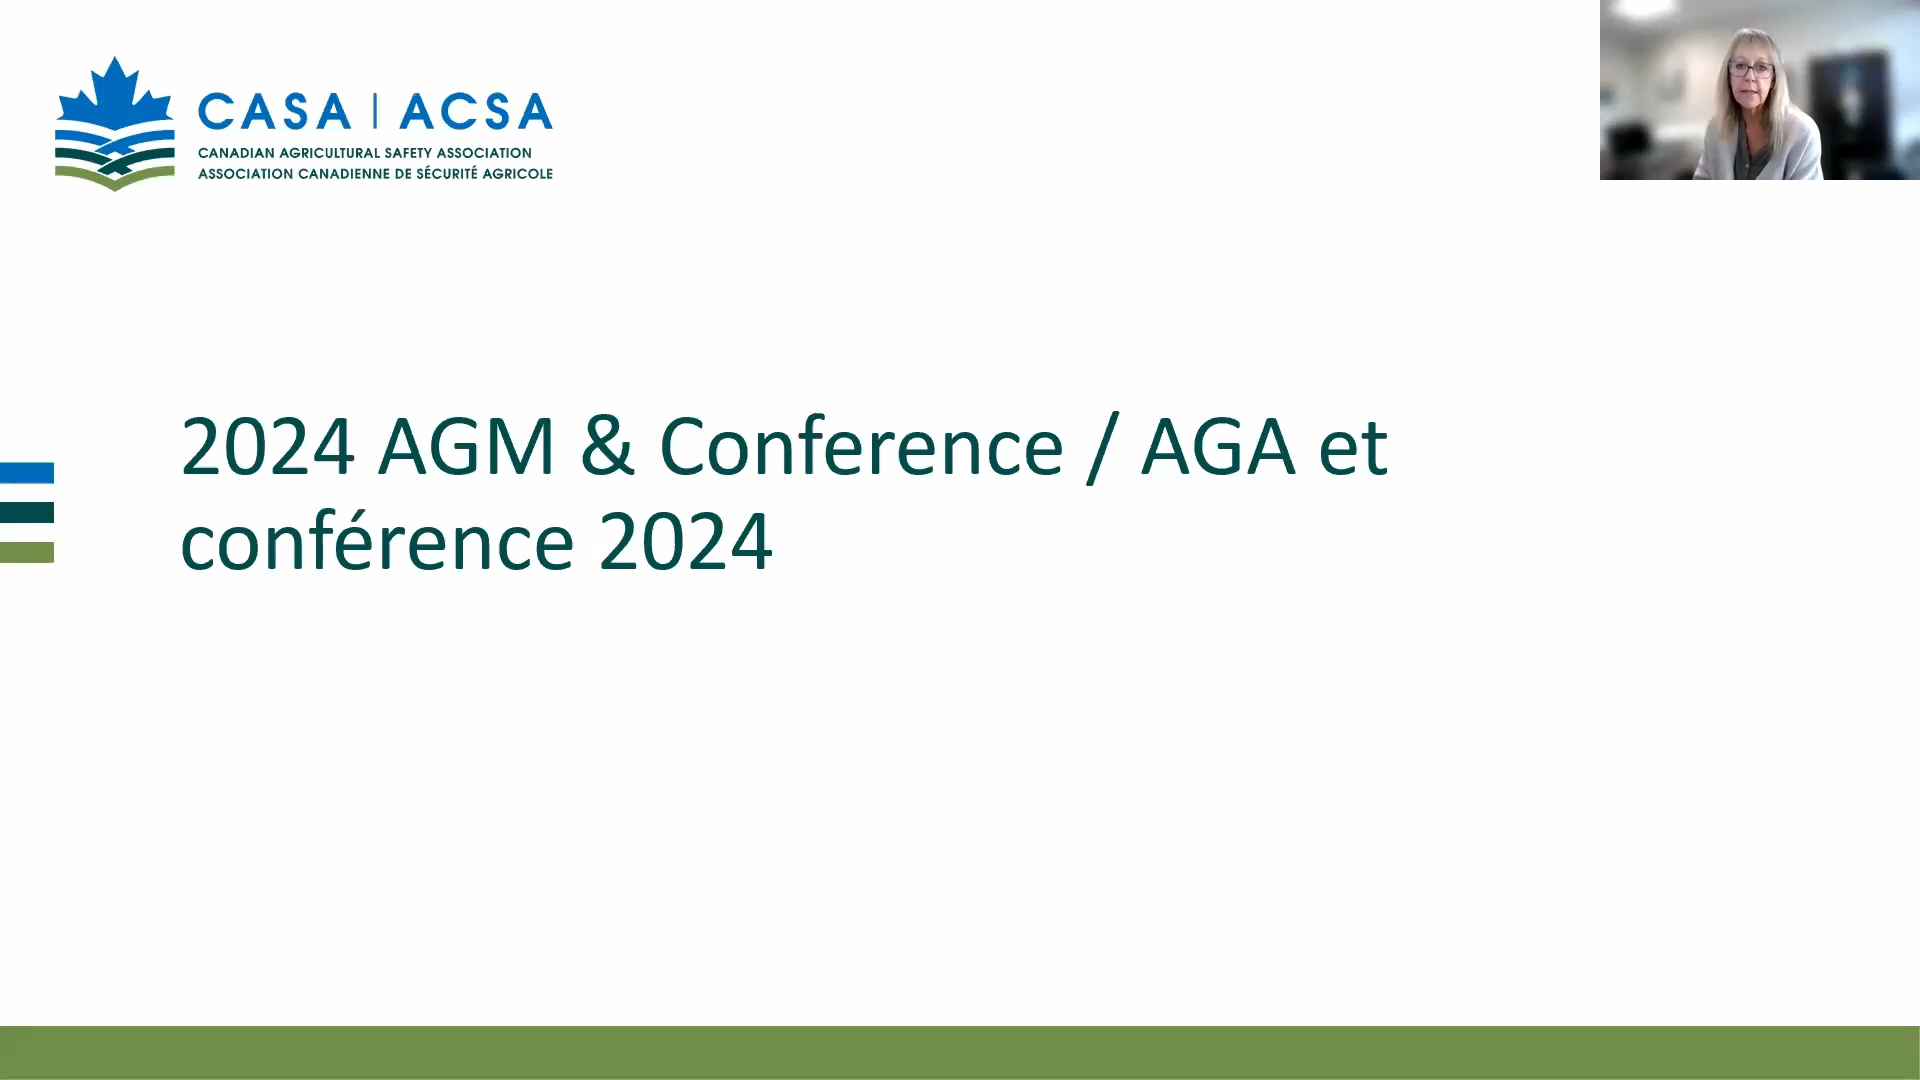 CASA | ACSA
CANADIAN AGRICULTURAL SAFETY ASSOCIATION
ASSOCIATION CANADIENNE DE SÉCURITÉ AGRICOLE
2024 AGM & Conference / AGA et
conférence 2024